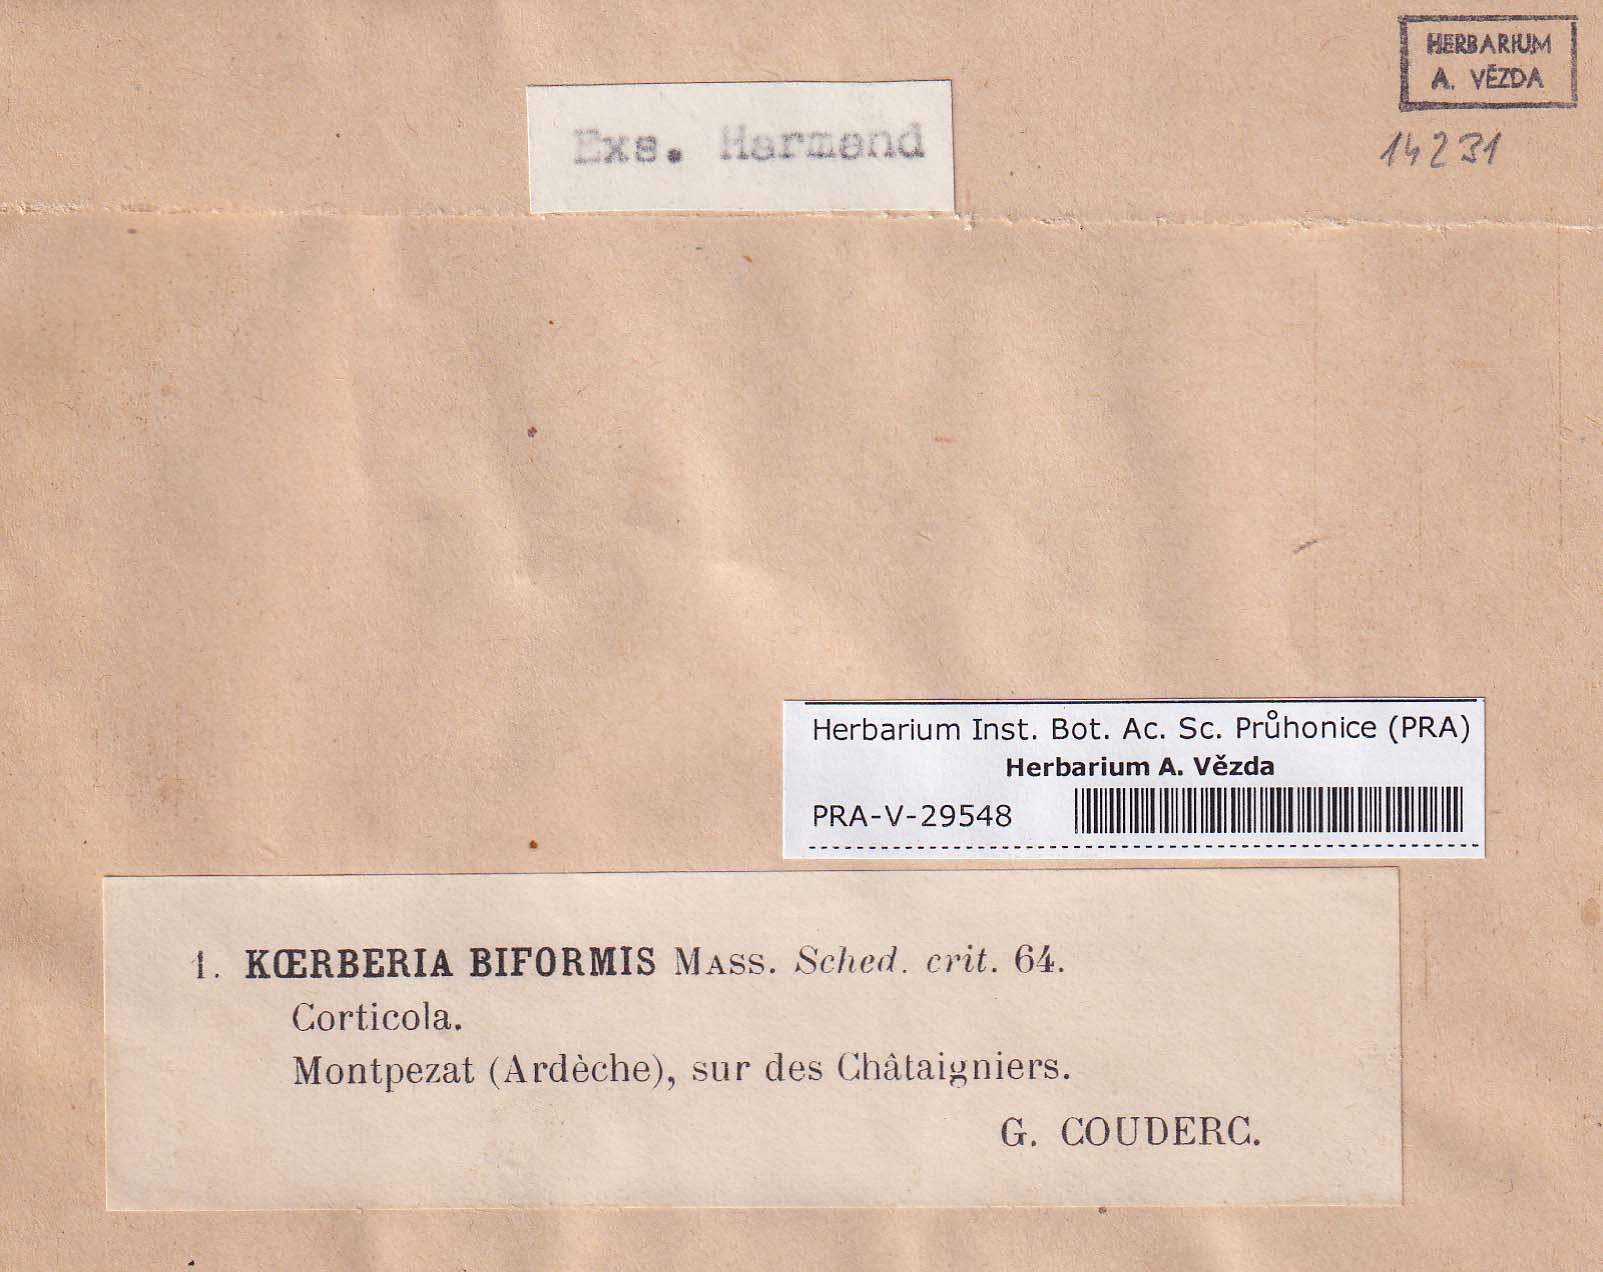 HERBARIUM
A. VĚZDA
Exs. Harmand
14231
Herbarium Inst. Bot. Ac. Sc. Průhonice (PRA)
Herbarium A. Vězda
PRA-V-29548
1. KŒRBERIA BIFORMIS MASS. Sched. crit. 64.
Corticola.
Montpezat (Ardèche), sur des Châtaigniers.
G. COUDERC.